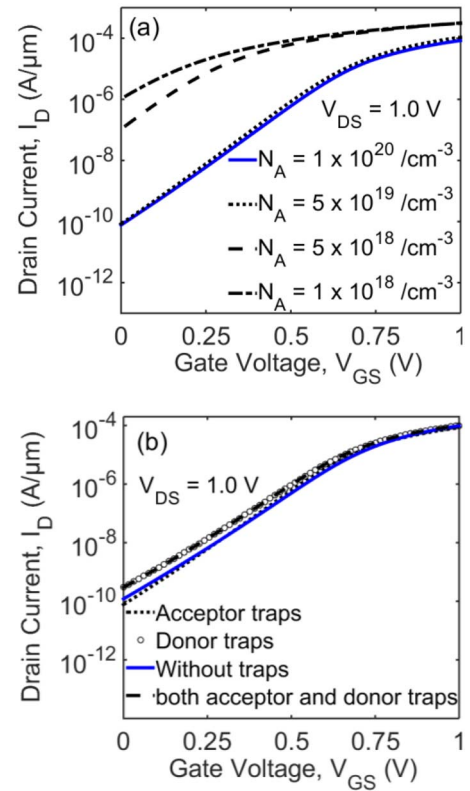 (a)
Drain Current, I_D (A/μm)
10^-4
10^-6
10^-8
10^-10
10^-12
V_DS = 1.0 V
N_A = 1 x 10^20 /cm^-3
N_A = 5 x 10^19 /cm^-3
N_A = 5 x 10^18 /cm^-3
N_A = 1 x 10^18 /cm^-3
0 0.25 0.5 0.75 1
Gate Voltage, V_GS (V)
(b)
Drain Current, I_D (A/μm)
10^-4
10^-6
10^-8
10^-10
10^-12
V_DS = 1.0 V
Acceptor traps
Donor traps
Without traps
both acceptor and donor traps
0 0.25 0.5 0.75 1
Gate Voltage, V_GS (V)